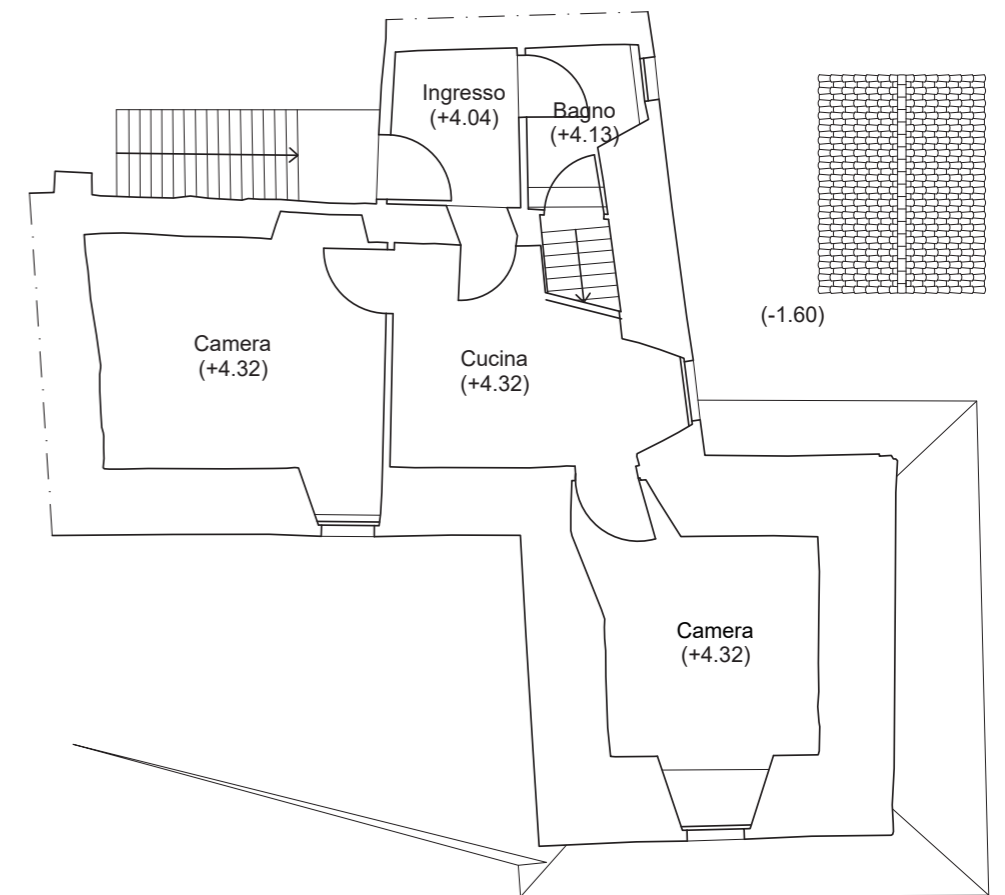 Ingresso
(+4.04)
Bagno
(+4.13)
(-1.60)
Camera
(+4.32)
Cucina
(+4.32)
Camera
(+4.32)